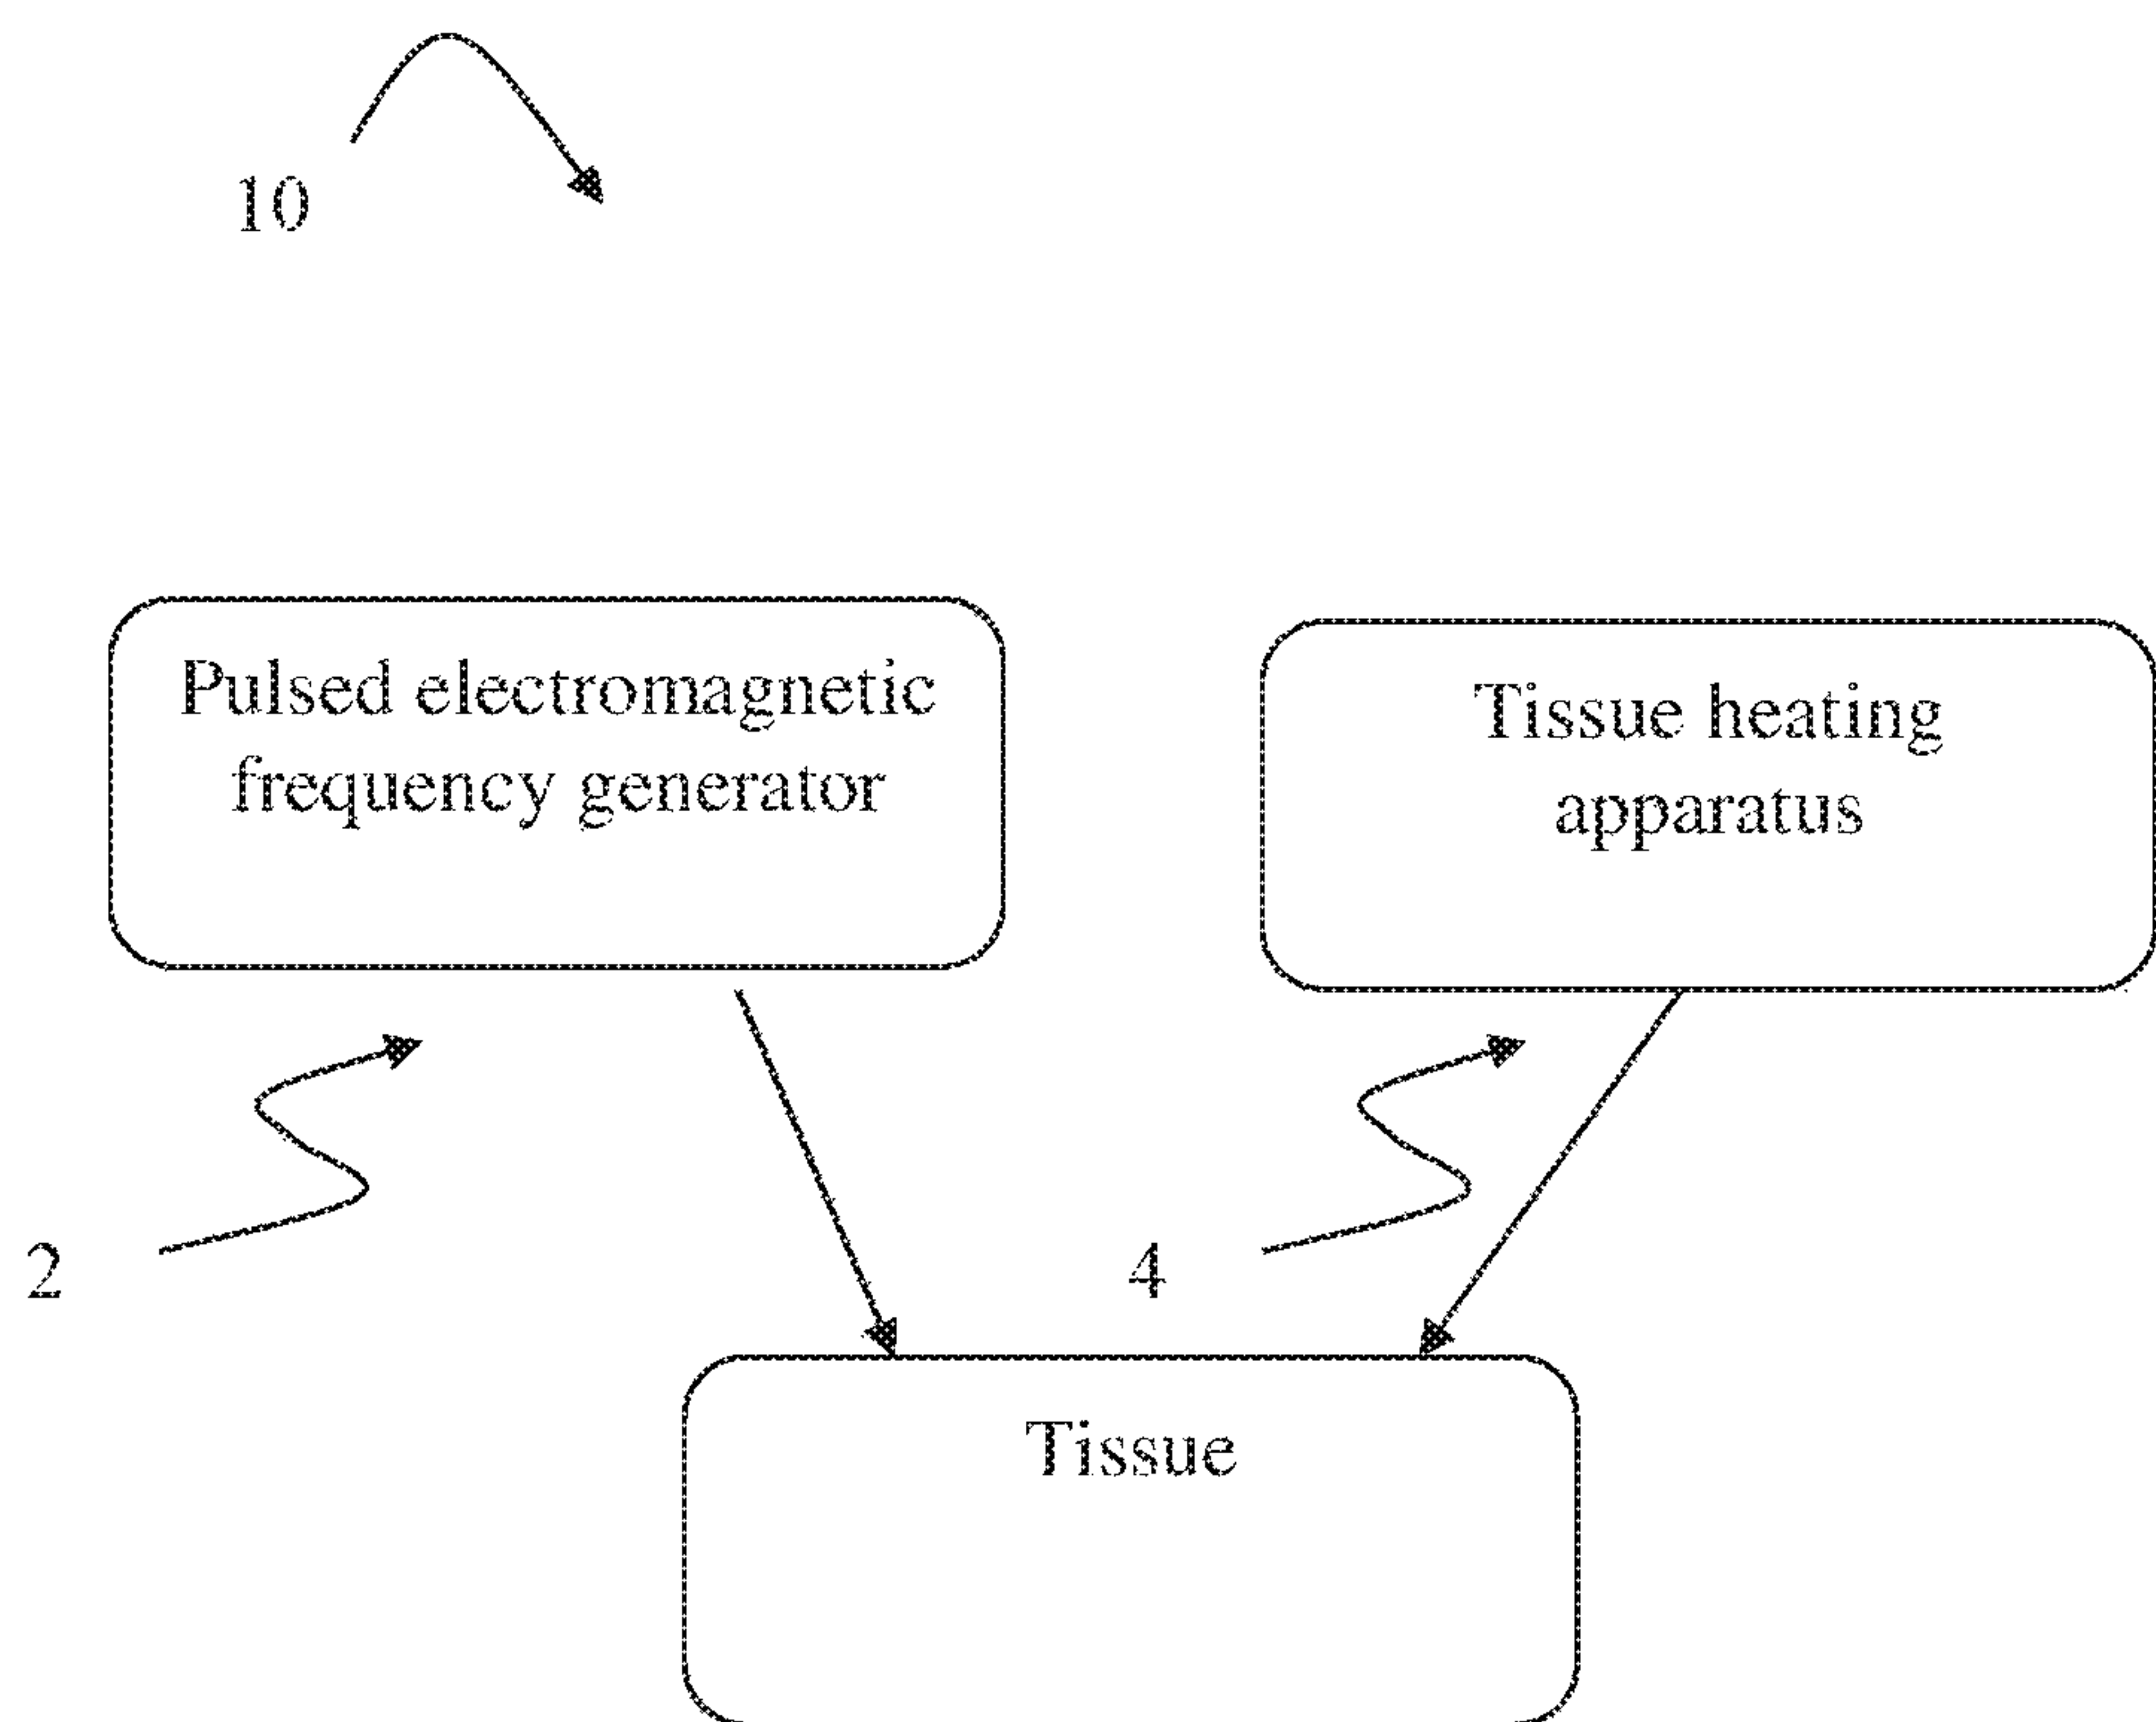 10
Pulsed electromagnetic
frequency generator
Tissue heating
apparatus
2
4
Tissue